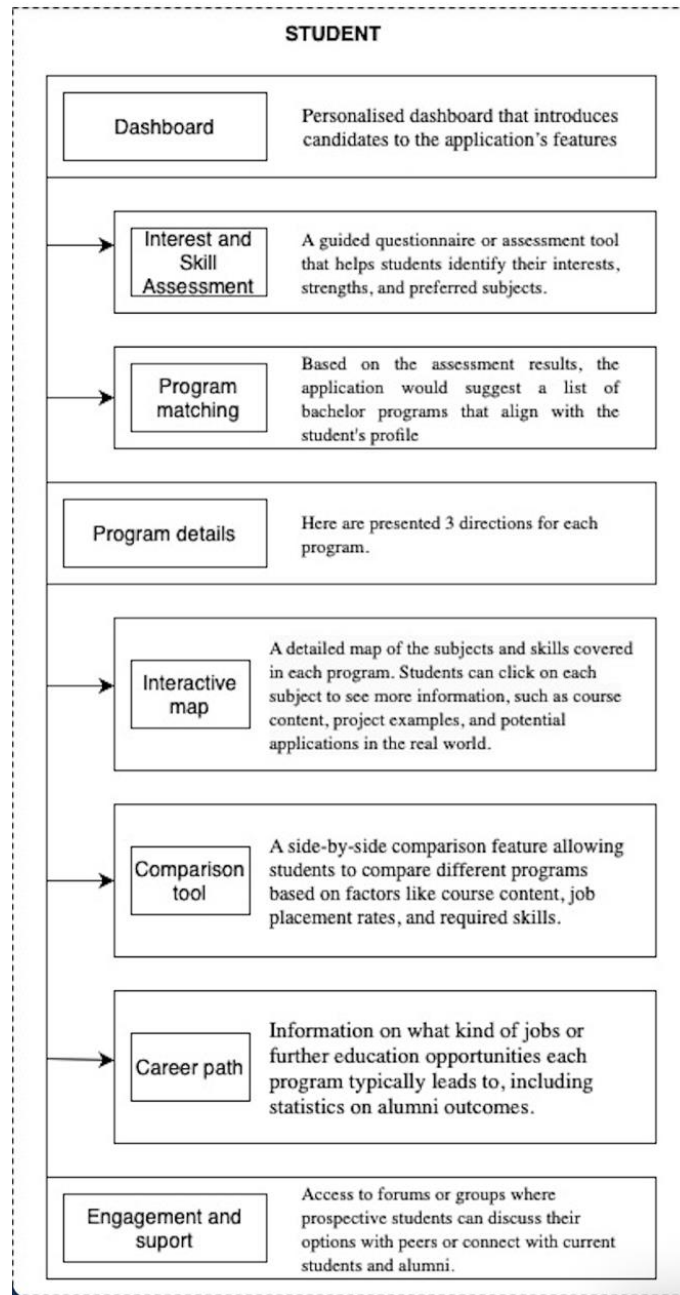 STUDENT
Dashboard
Personalised dashboard that introduces
candidates to the application's features
Interest and
Skill
Assessment
A guided questionnaire or assessment tool
that helps students identify their interests,
strengths, and preferred subjects.
Program
matching
Based on the assessment results, the
application would suggest a list of
bachelor programs that align with the
student's profile
Program details
Here are presented 3 directions for each
program.
Interactive
map
A detailed map of the subjects and skills covered
in each program. Students can click on each
subject to see more information, such as course
content, project examples, and potential
applications in the real world.
Comparison
tool
A side-by-side comparison feature allowing
students to compare different programs
based on factors like course content, job
placement rates, and required skills.
Career path
Information on what kind of jobs or
further education opportunities each
program typically leads to, including
statistics on alumni outcomes.
Engagement and
suport
Access to forums or groups where
prospective students can discuss their
options with peers or connect with current
students and alumni.